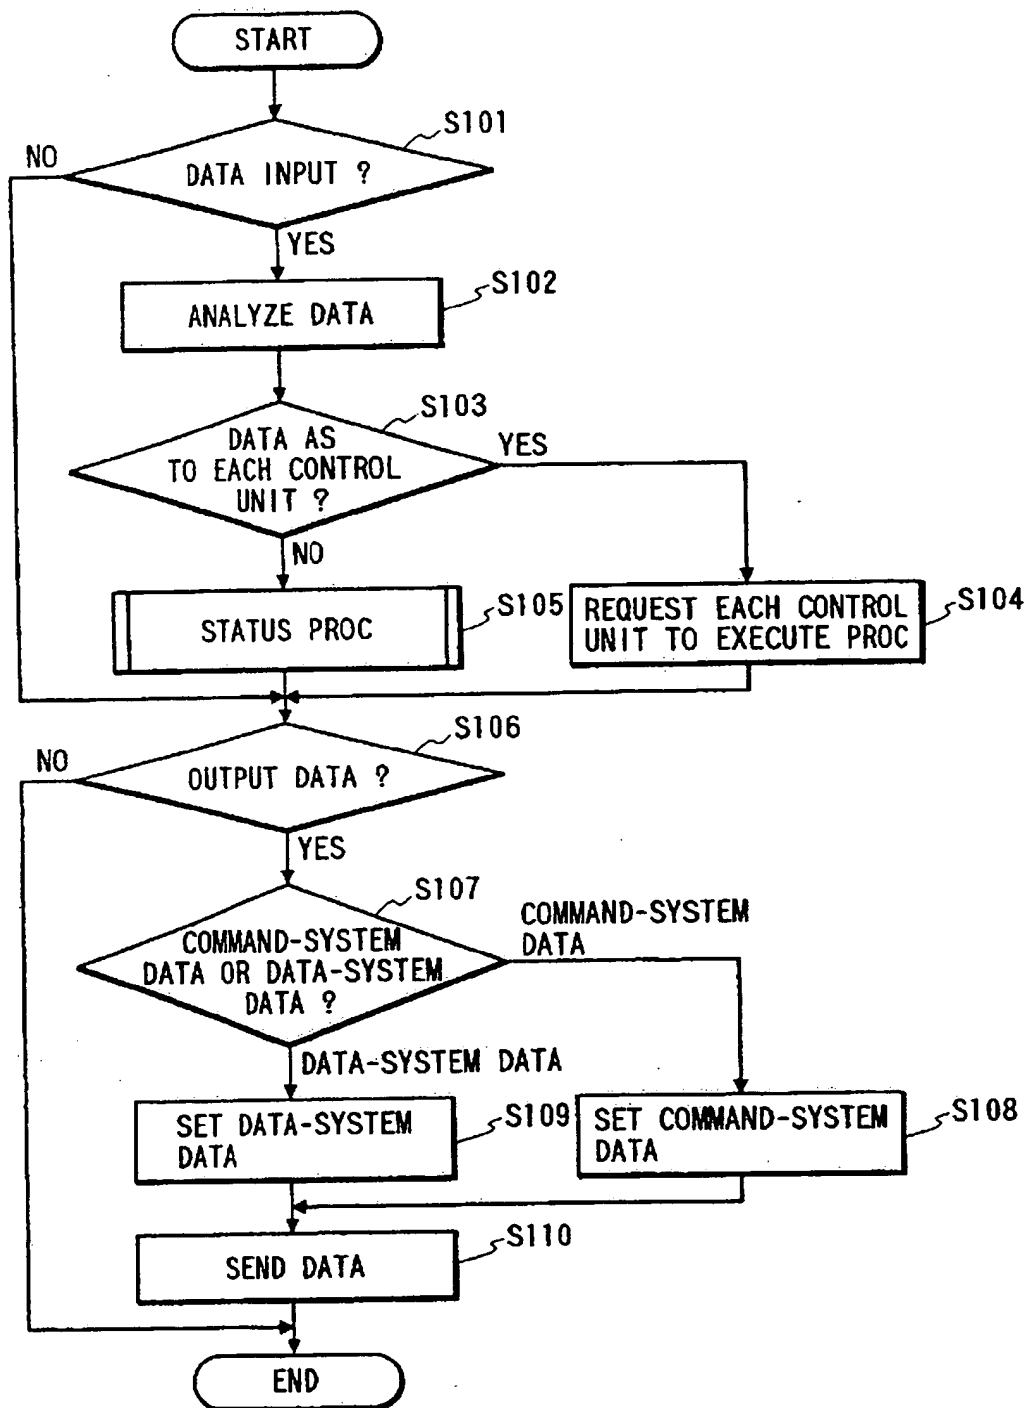 START
S101
NO
DATA INPUT ?
YES
S102
ANALYZE DATA
S103
DATA AS
TO EACH CONTROL
UNIT ?
YES
NO
STATUS PROC
S105
REQUEST EACH CONTROL
UNIT TO EXECUTE PROC
S104
S106
NO
OUTPUT DATA ?
YES
S107
COMMAND-SYSTEM
DATA OR DATA-SYSTEM
DATA ?
COMMAND-SYSTEM
DATA
DATA-SYSTEM DATA
SET DATA-SYSTEM
DATA
S109
SET COMMAND-SYSTEM
DATA
S108
S110
SEND DATA
END